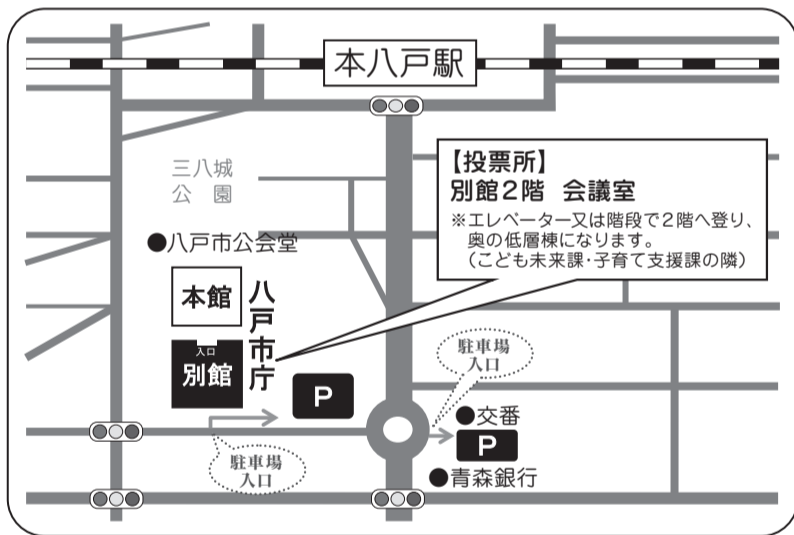 本八戸駅
三八城
公園
【投票所】
別館2階 会議室
※エレベーター又は階段で2階へ登り、
奥の低層棟になります。
(こども未来課・子育て支援課の隣)
●八戸市公会堂
本館
八戸市庁
入口
別館
P
駐車場
入口
●交番
P
駐車場
入口
●青森銀行